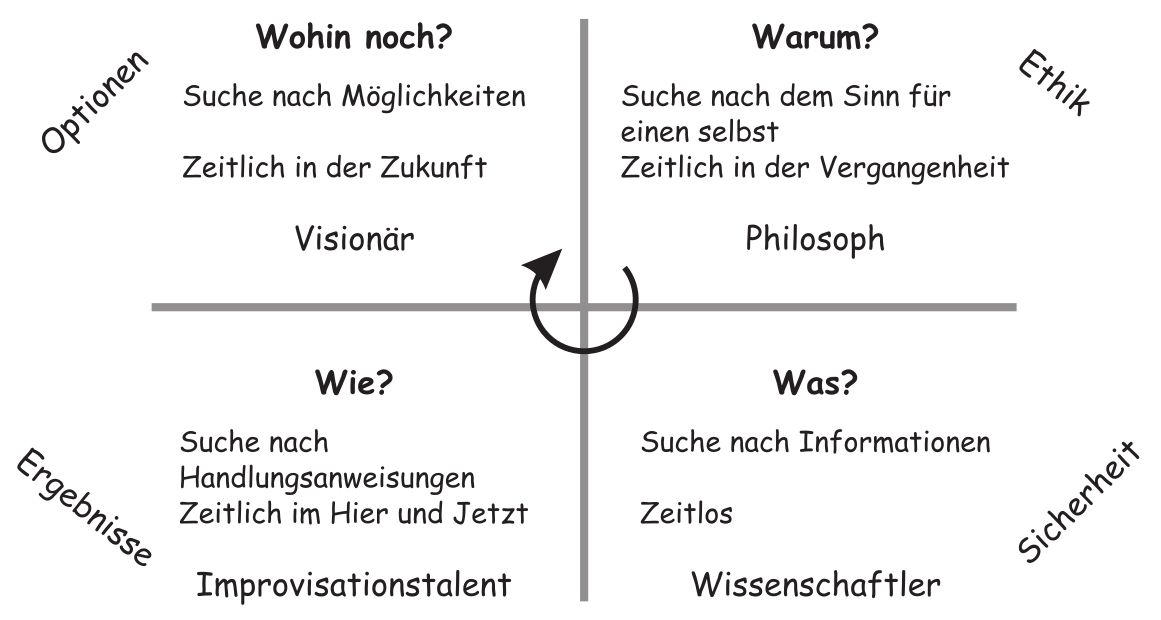 Optionen
Wohin noch?
Suche nach Möglichkeiten
Zeitlich in der Zukunft
Visionär
Warum?
Suche nach dem Sinn für
einen selbst
Zeitlich in der Vergangenheit
Philosoph
Ethik
Ergebnisse
Wie?
Suche nach
Handlungsanweisungen
Zeitlich im Hier und Jetzt
Improvisationstalent
Was?
Suche nach Informationen
Zeitlos
Wissenschaftler
Sicherheit